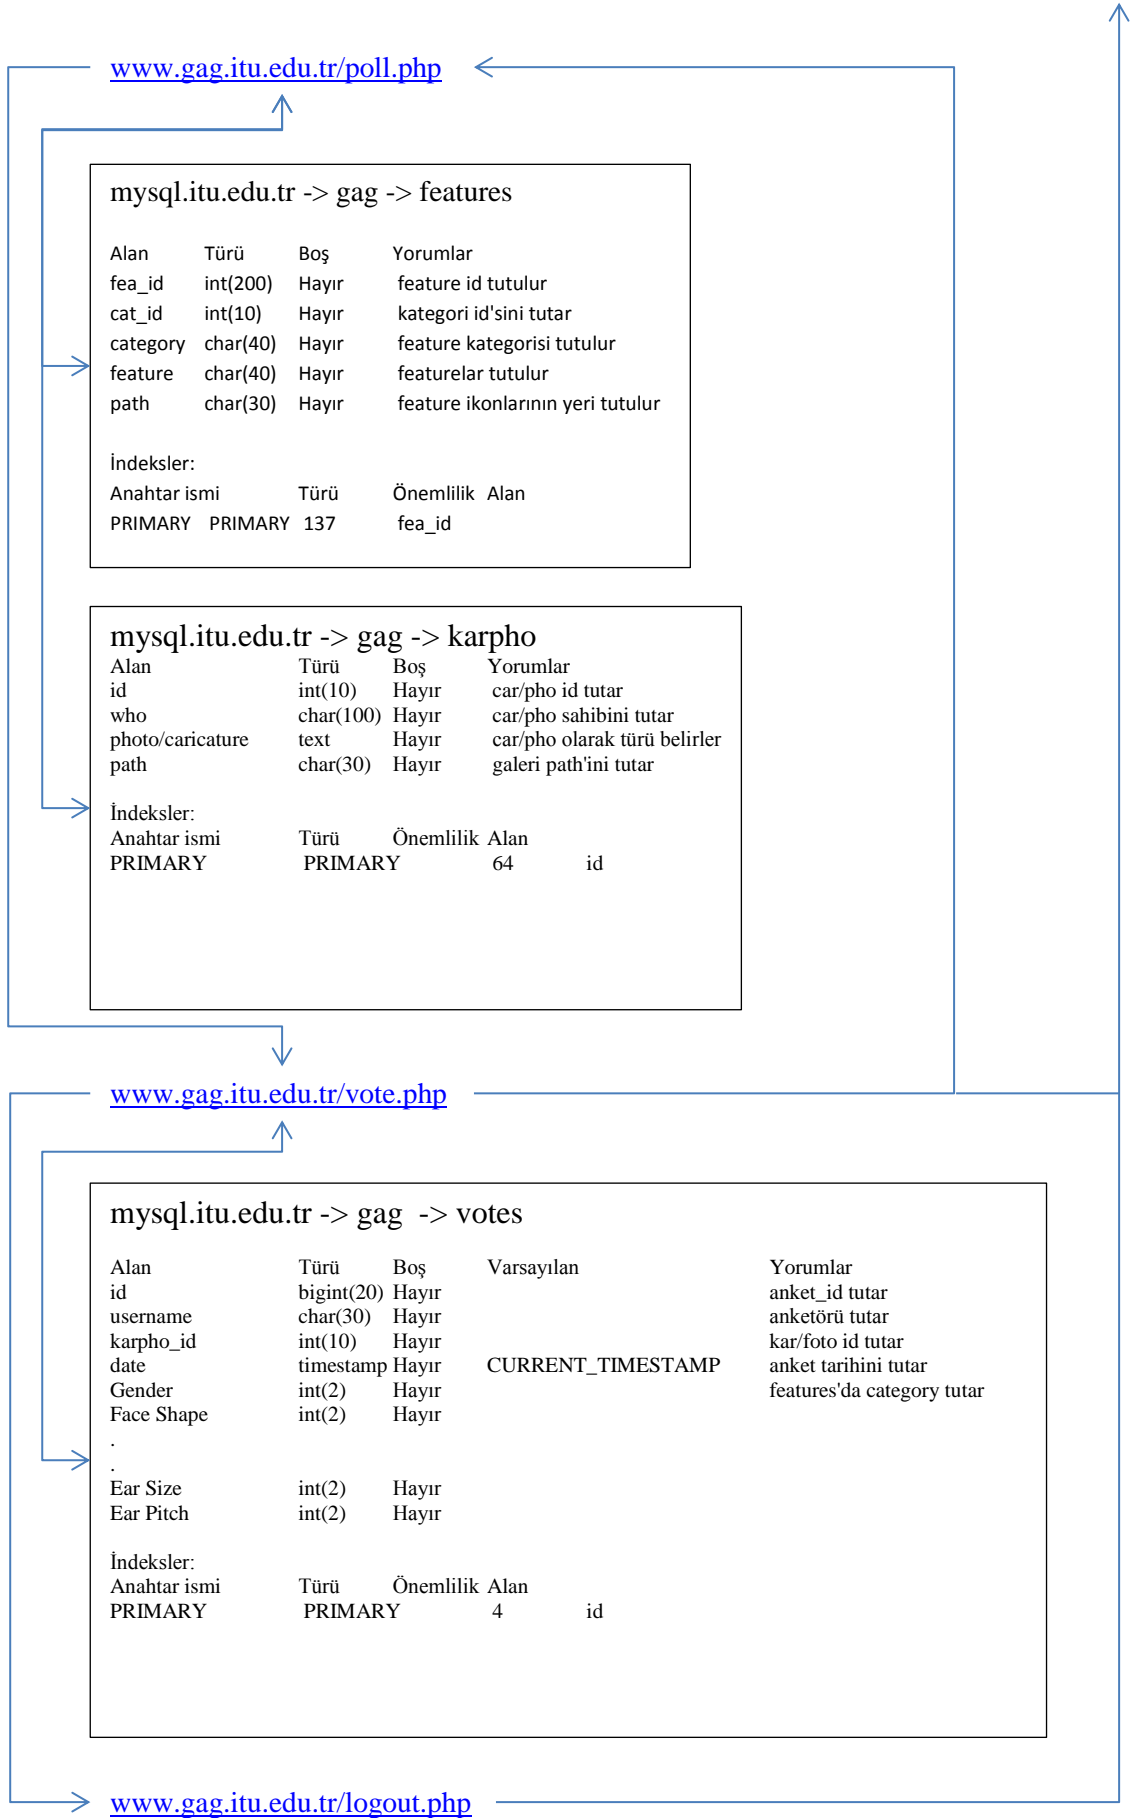 www.gag.itu.edu.tr/poll.php
mysql.itu.edu.tr -> gag -> features
Alan Türü Boş Yorumlar
fea_id int(200) Hayır feature id tutulur
cat_id int(10) Hayır kategori id'sini tutar
category char(40) Hayır feature kategorisi tutulur
feature char(40) Hayır featurelar tutulur
path char(30) Hayır feature ikonlarının yeri tutulur
İndeksler:
Anahtar ismi Türü Önemlilik Alan
PRIMARY PRIMARY 137 fea_id
mysql.itu.edu.tr -> gag -> karpho
Alan Türü Boş Yorumlar
id int(10) Hayır car/pho id tutar
who char(100) Hayır car/pho sahibini tutar
photo/caricature text Hayır car/pho olarak türü belirler
path char(30) Hayır galeri path'ini tutar
İndeksler:
Anahtar ismi Türü Önemlilik Alan
PRIMARY PRIMARY 64 id
www.gag.itu.edu.tr/vote.php
mysql.itu.edu.tr -> gag -> votes
Alan Türü Boş Varsayılan Yorumlar
id bigint(20) Hayır anket_id tutar
username char(30) Hayır anketörü tutar
karpho_id int(10) Hayır kar/foto id tutar
date timestamp Hayır CURRENT_TIMESTAMP anket tarihini tutar
Gender int(2) Hayır features'da category tutar
Face Shape int(2) Hayır
.
.
Ear Size int(2) Hayır
Ear Pitch int(2) Hayır
İndeksler:
Anahtar ismi Türü Önemlilik Alan
PRIMARY PRIMARY 4 id
www.gag.itu.edu.tr/logout.php